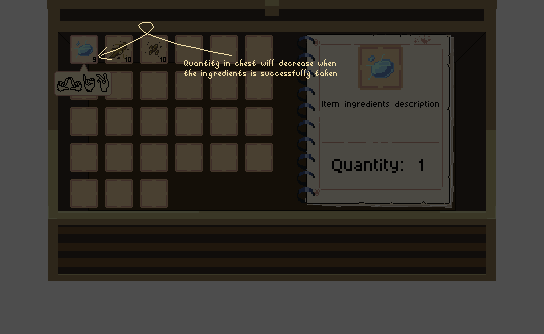 9 10 10
Quantity in chest will decrease when
the ingredients is successfully taken
Item ingredients description
Quantity: 1